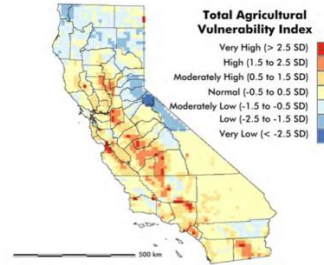 Total Agricultural
Vulnerability Index
Very High (> 2.5 SD)
High (1.5 to 2.5 SD)
Moderately High (0.5 to 1.5 SD)
Normal (-0.5 to 0.5 SD)
Moderately Low (-1.5 to -0.5 SD)
Low (-2.5 to -1.5 SD)
Very Low (< -2.5 SD)
500 km